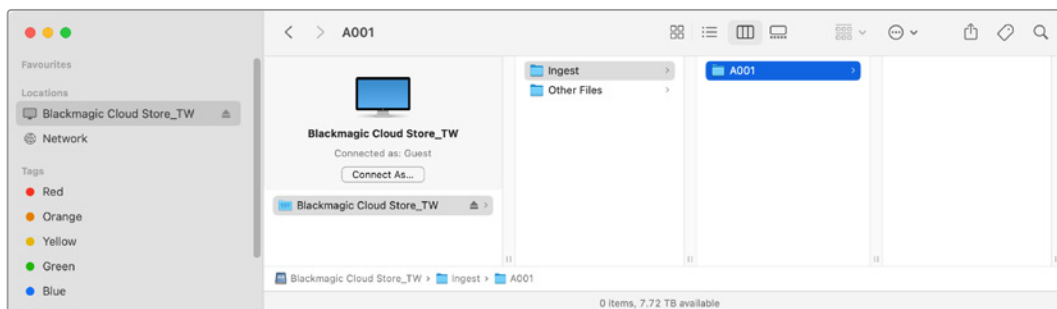 A001
Favourites
Locations
Blackmagic Cloud Store_TW
Network
Tags
Red
Orange
Yellow
Green
Blue
Blackmagic Cloud Store_TW
Connected as: Guest
Connect As...
Blackmagic Cloud Store_TW
Ingest
Other Files
A001
Blackmagic Cloud Store_TW › Ingest › A001
0 items, 7.72 TB available